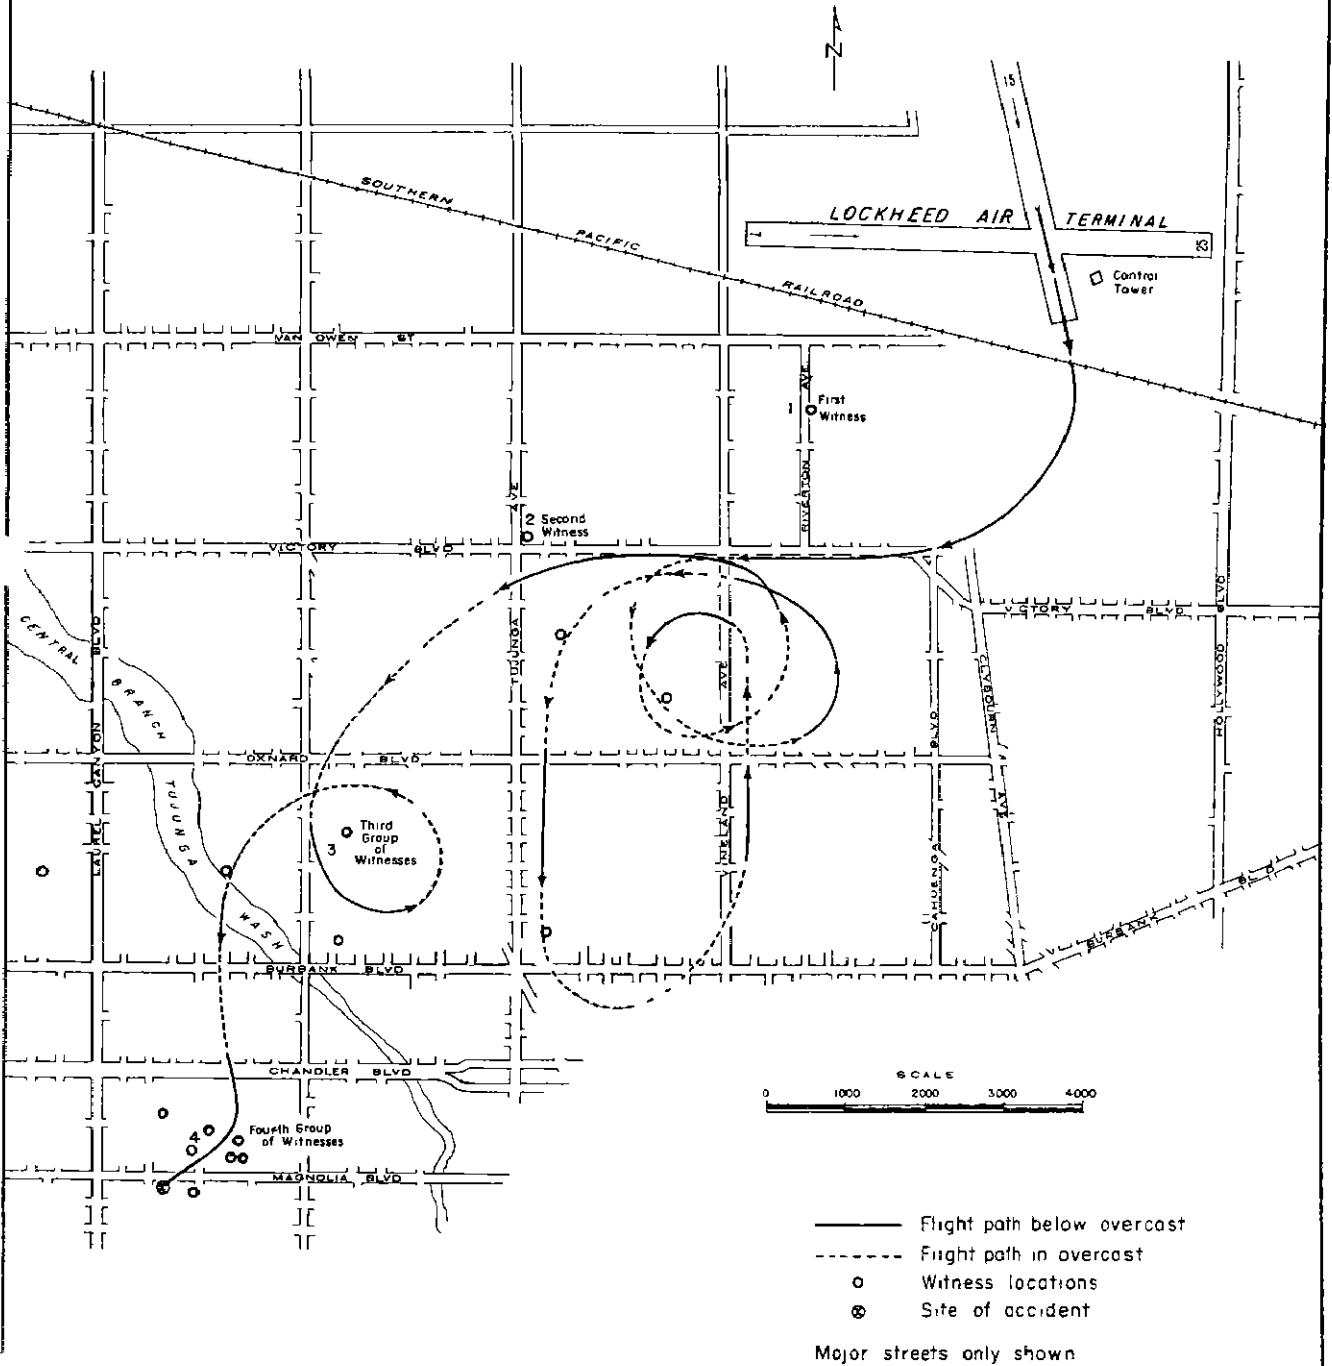 N
15
LOCKHEED AIR TERMINAL
7
25
Control
Tower
SOUTHERN
PACIFIC
RAILROAD
VAN OWEN ST
AVE
1 First
Witness
RIVERTON
AVE
2 Second
Witness
VICTORY BLVD
VICTORY BLVD
HOLLYWOOD BLVD
CENTRAL
BRANCH
TUJUNGA
WASH
LAUREL CANYON BLVD
TUJUNGA
AVE
VINELAND
BLVD
CAHUENGA
CLYBOURN
AVE
OXNARD BLVD
3
Third
Group
of
Witnesses
BURBANK BLVD
BURBANK BLVD
CHANDLER BLVD
SCALE
0 1000 2000 3000 4000
4
Fourth Group
of Witnesses
MAGNOLIA BLVD
Flight path below overcast
Flight path in overcast
Witness locations
Site of accident
Major streets only shown